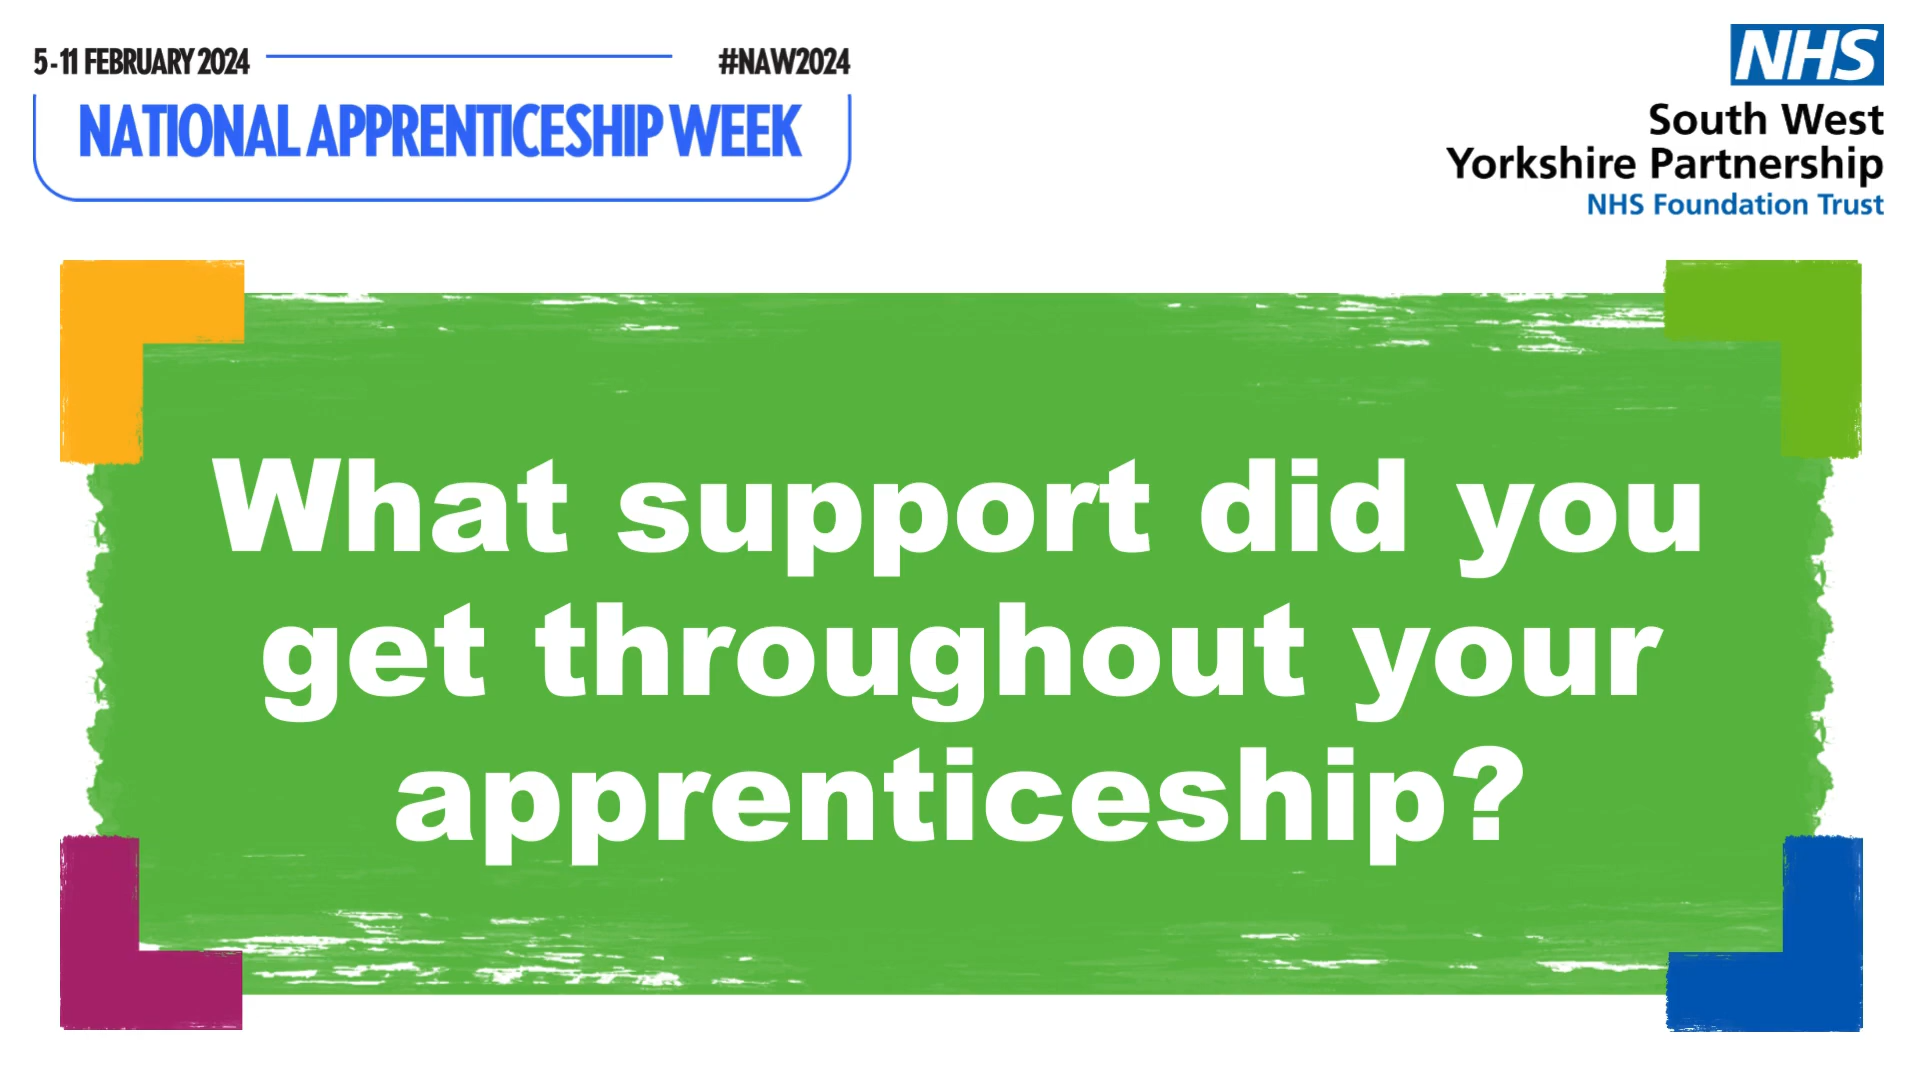 5-11 FEBRUARY 2024
#NAW2024
NATIONAL APPRENTICESHIP WEEK
NHS
South West
Yorkshire Partnership
NHS Foundation Trust
What support did you
get throughout your
apprenticeship?